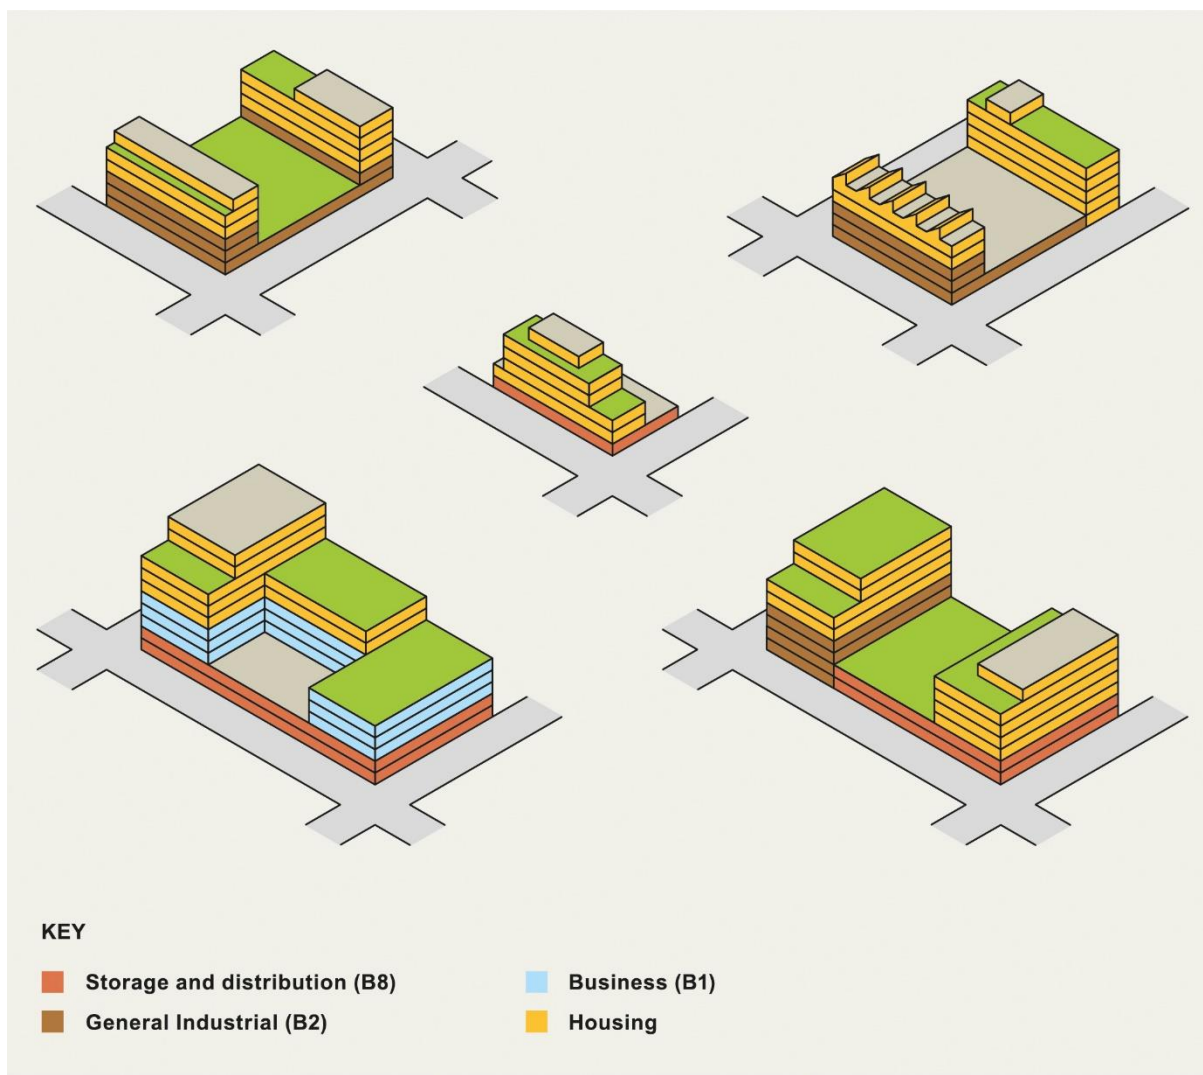 KEY
Storage and distribution (B8)
Business (B1)
General Industrial (B2)
Housing